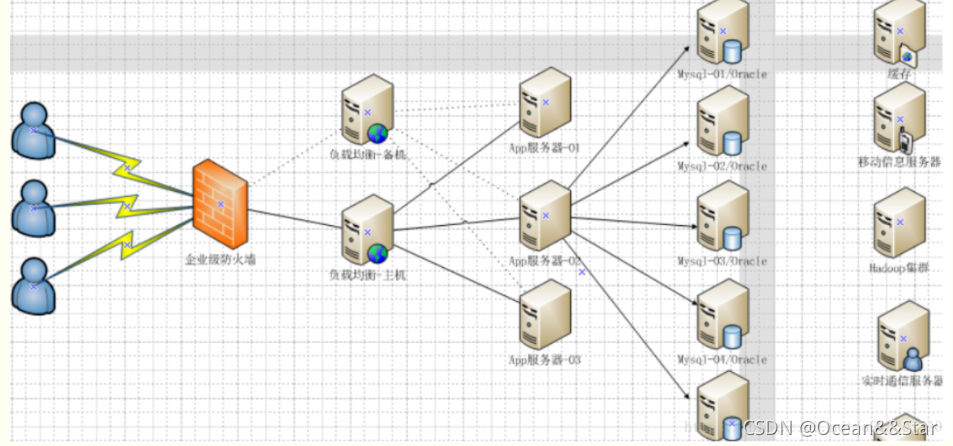 Mysql-01/Oracle
缓存
负载均衡-备机
App服务器-01
Mysql-02/Oracle
移动信息服务器
企业级防火墙
负载均衡-主机
App服务器-02
Mysql-03/Oracle
Hadoop集群
App服务器-03
Mysql-04/Oracle
实时通信服务器
CSDN @Ocean&&Star